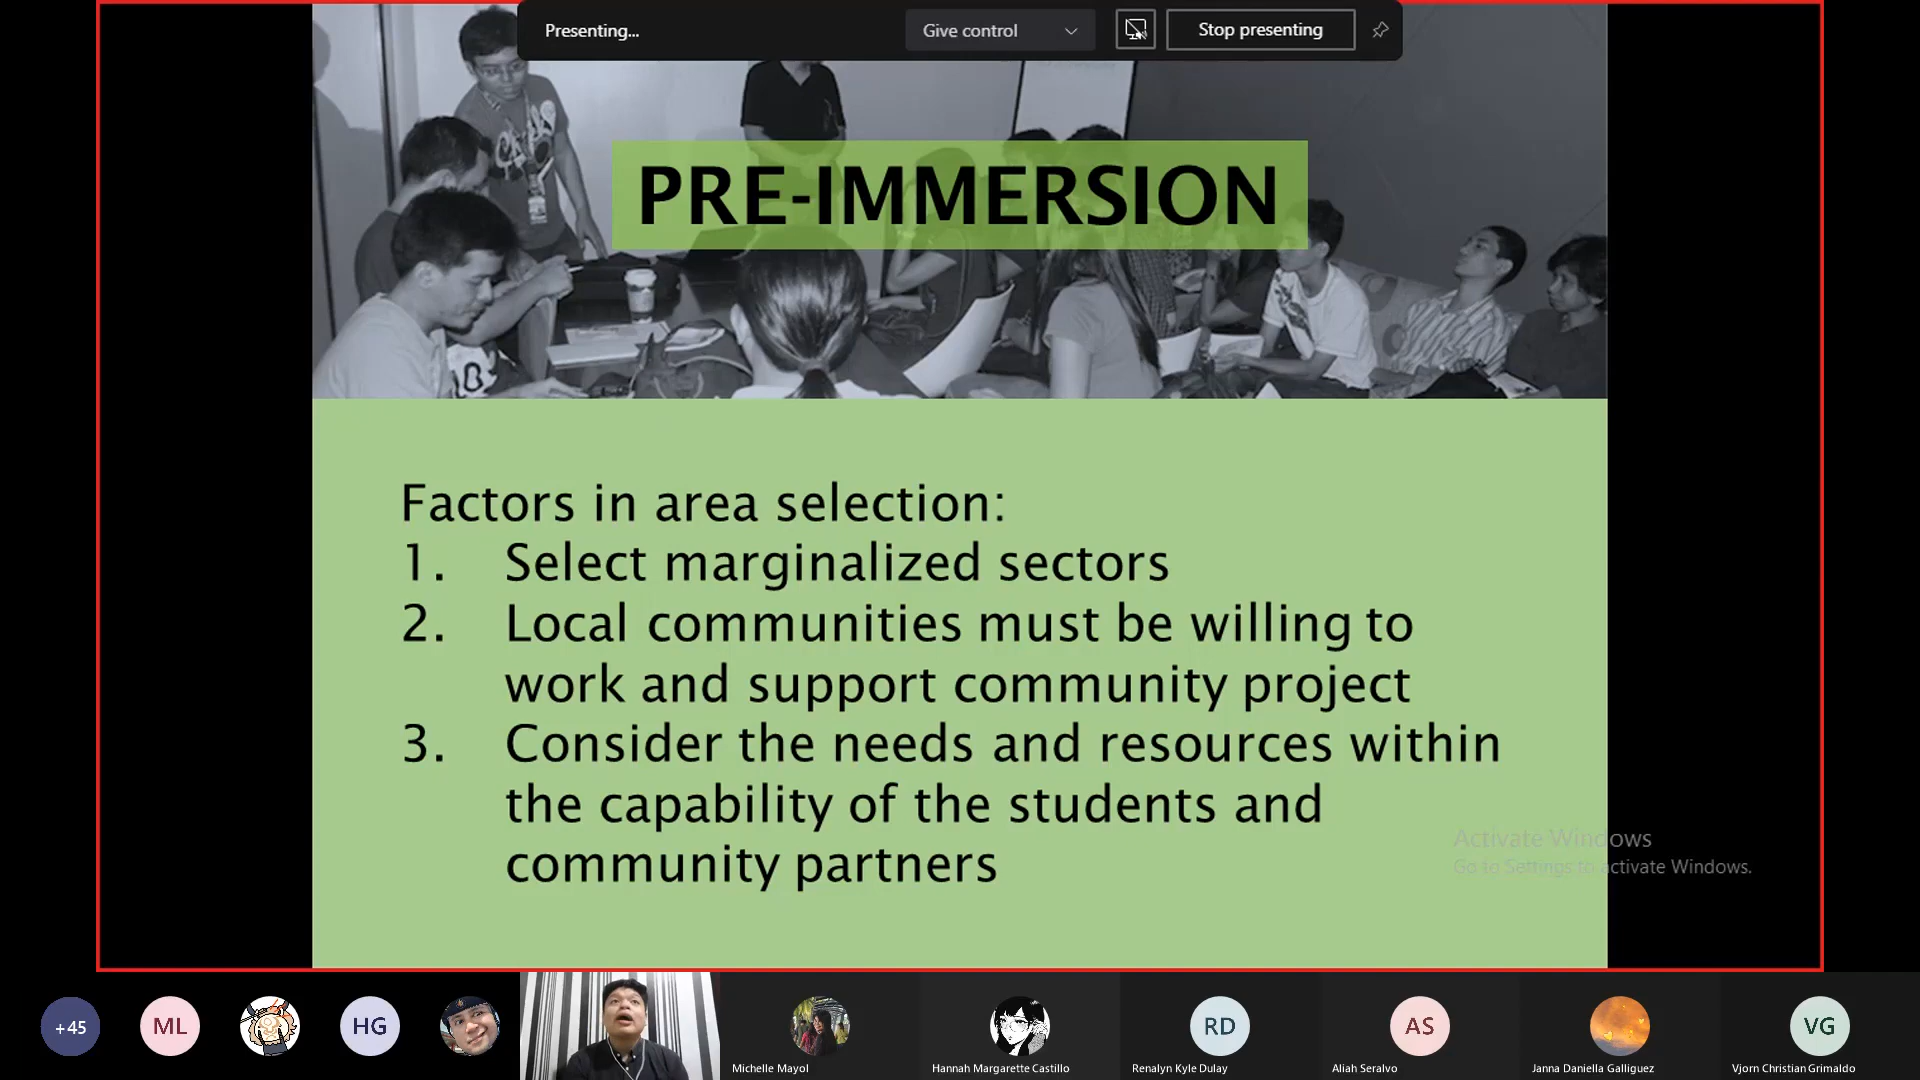 Presenting...
Give control
Stop presenting
PRE-IMMERSION
Factors in area selection:
1. Select marginalized sectors
2. Local communities must be willing to
work and support community project
3. Consider the needs and resources within
the capability of the students and
community partners
Activate Windows
Go to Settings to activate Windows.
+45
ML
HG
RD
AS
VG
Michelle Mayol
Hannah Margarette Castillo
Renalyn Kyle Dulay
Aliah Seralvo
Janna Daniella Galliguez
Vjorn Christian Grimaldo